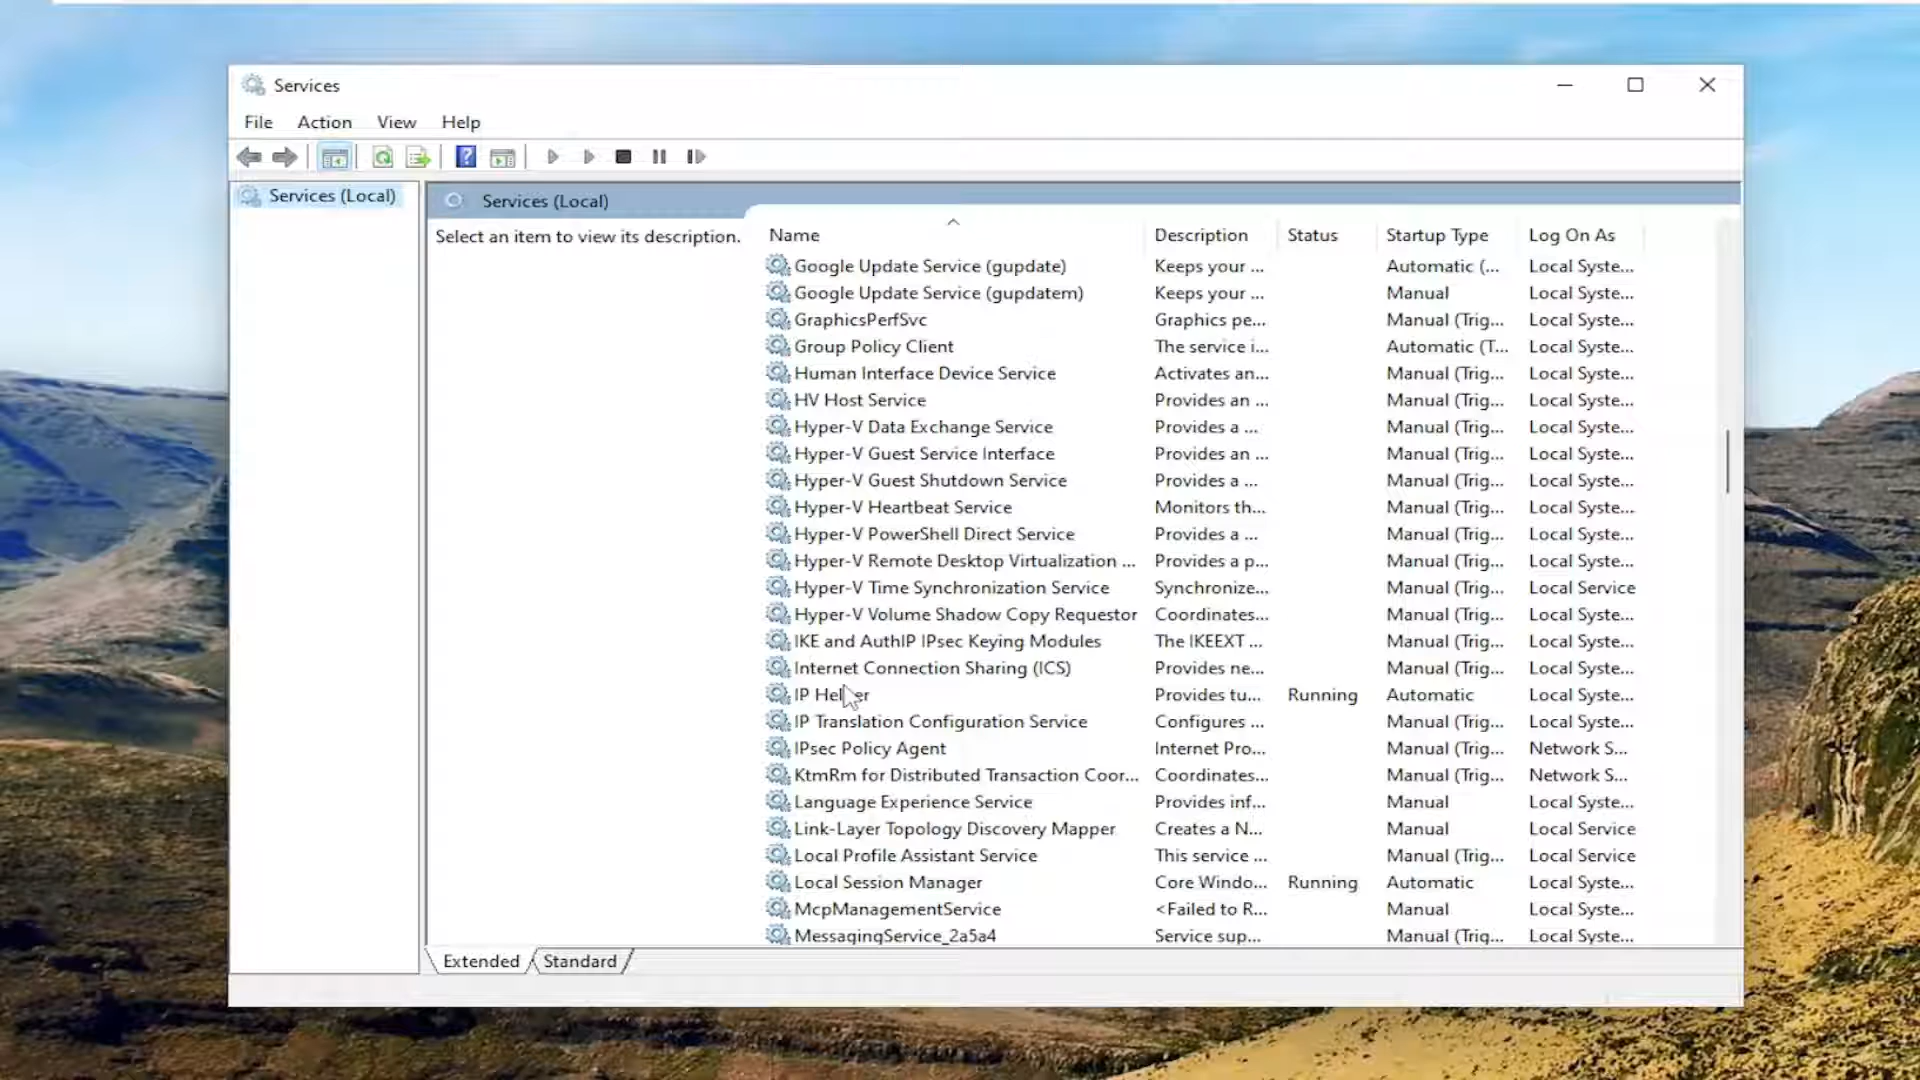 Services
File Action View Help
Services (Local)
Services (Local)
Select an item to view its description.
Name Description Status Startup Type Log On As
Google Update Service (gupdate) Keeps your ... Automatic (... Local Syste...
Google Update Service (gupdatem) Keeps your ... Manual Local Syste...
GraphicsPerfSvc Graphics pe... Manual (Trig... Local Syste...
Group Policy Client The service i... Automatic (T... Local Syste...
Human Interface Device Service Activates an... Manual (Trig... Local Syste...
HV Host Service Provides an ... Manual (Trig... Local Syste...
Hyper-V Data Exchange Service Provides a ... Manual (Trig... Local Syste...
Hyper-V Guest Service Interface Provides an ... Manual (Trig... Local Syste...
Hyper-V Guest Shutdown Service Provides a ... Manual (Trig... Local Syste...
Hyper-V Heartbeat Service Monitors th... Manual (Trig... Local Syste...
Hyper-V PowerShell Direct Service Provides a ... Manual (Trig... Local Syste...
Hyper-V Remote Desktop Virtualization ... Provides a p... Manual (Trig... Local Syste...
Hyper-V Time Synchronization Service Synchronize... Manual (Trig... Local Service
Hyper-V Volume Shadow Copy Requestor Coordinates... Manual (Trig... Local Syste...
IKE and AuthIP IPsec Keying Modules The IKEEXT ... Manual (Trig... Local Syste...
Internet Connection Sharing (ICS) Provides ne... Manual (Trig... Local Syste...
IP Helper Provides tu... Running Automatic Local Syste...
IP Translation Configuration Service Configures ... Manual (Trig... Local Syste...
IPsec Policy Agent Internet Pro... Manual (Trig... Network S...
KtmRm for Distributed Transaction Coor... Coordinates... Manual (Trig... Network S...
Language Experience Service Provides inf... Manual Local Syste...
Link-Layer Topology Discovery Mapper Creates a N... Manual Local Service
Local Profile Assistant Service This service ... Manual (Trig... Local Service
Local Session Manager Core Windo... Running Automatic Local Syste...
McpManagementService <Failed to R... Manual Local Syste...
MessagingService_2a5a4 Service sup... Manual (Trig... Local Syste...
Extended Standard